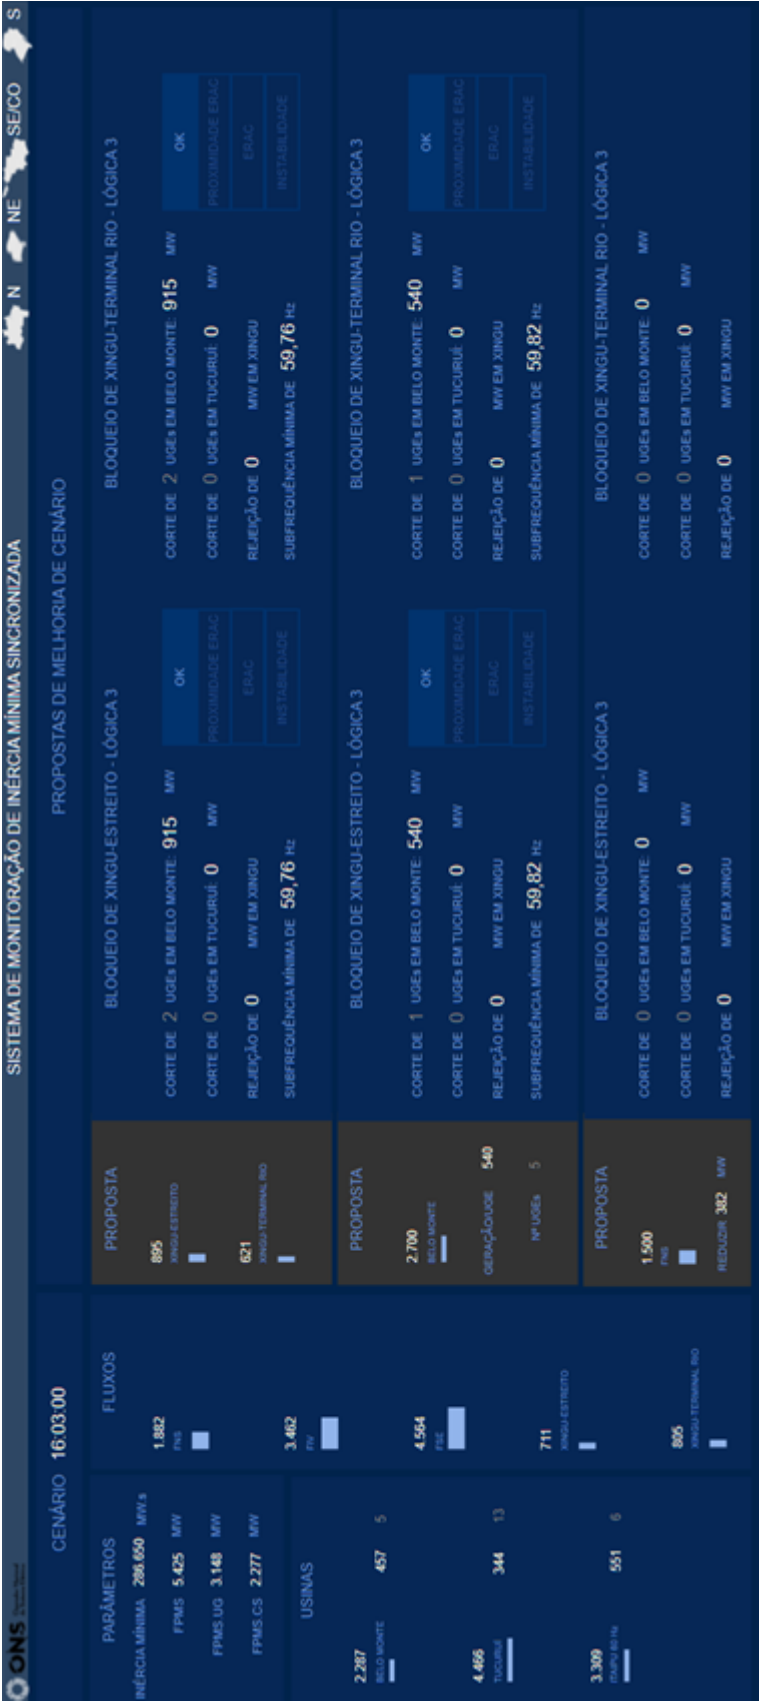 ONS
SISTEMA DE MONITORAÇÃO DE INÉRCIA MÍNIMA SINCRONIZADA
N
NE
SE/CO
S
CENÁRIO 16:03:00
PROPOSTAS DE MELHORIA DE CENÁRIO
PARÂMETROS
INÉRCIA MÍNIMA 286.650 MW.s
FPMS 5.425 MW
FPMS.UG 3.148 MW
FPMS.CS 2.277 MW
USINAS
2.287
BELO MONTE
457 5
4.466
TUCURUÍ
344 13
3.309
ITAIPU 60 Hz
551 6
FLUXOS
1.882
FNS
3.462
FIV
4.564
FSE
711
XINGU-ESTREITO
805
XINGU-TERMINAL RIO
PROPOSTA
895
XINGU-ESTREITO
621
XINGU-TERMINAL RIO
BLOQUEIO DE XINGU-ESTREITO - LÓGICA 3
CORTE DE 2 UGEs EM BELO MONTE: 915 MW
CORTE DE 0 UGEs EM TUCURUÍ: 0 MW
REJEIÇÃO DE 0 MW EM XINGU
SUBFREQUÊNCIA MÍNIMA DE 59,76 Hz
OK
PROXIMIDADE ERAC
ERAC
INSTABILIDADE
BLOQUEIO DE XINGU-TERMINAL RIO - LÓGICA 3
CORTE DE 2 UGEs EM BELO MONTE: 915 MW
CORTE DE 0 UGEs EM TUCURUÍ: 0 MW
REJEIÇÃO DE 0 MW EM XINGU
SUBFREQUÊNCIA MÍNIMA DE 59,76 Hz
OK
PROXIMIDADE ERAC
ERAC
INSTABILIDADE
PROPOSTA
2.700
BELO MONTE
GERAÇÃO/UGE 540
Nº UGEs 5
BLOQUEIO DE XINGU-ESTREITO - LÓGICA 3
CORTE DE 1 UGEs EM BELO MONTE: 540 MW
CORTE DE 0 UGEs EM TUCURUÍ: 0 MW
REJEIÇÃO DE 0 MW EM XINGU
SUBFREQUÊNCIA MÍNIMA DE 59,82 Hz
OK
PROXIMIDADE ERAC
ERAC
INSTABILIDADE
BLOQUEIO DE XINGU-TERMINAL RIO - LÓGICA 3
CORTE DE 1 UGEs EM BELO MONTE: 540 MW
CORTE DE 0 UGEs EM TUCURUÍ: 0 MW
REJEIÇÃO DE 0 MW EM XINGU
SUBFREQUÊNCIA MÍNIMA DE 59,82 Hz
OK
PROXIMIDADE ERAC
ERAC
INSTABILIDADE
PROPOSTA
1.500
FNS
REDUZIR 382 MW
BLOQUEIO DE XINGU-ESTREITO - LÓGICA 3
CORTE DE 0 UGEs EM BELO MONTE: 0 MW
CORTE DE 0 UGEs EM TUCURUÍ: 0 MW
REJEIÇÃO DE 0 MW EM XINGU
BLOQUEIO DE XINGU-TERMINAL RIO - LÓGICA 3
CORTE DE 0 UGEs EM BELO MONTE: 0 MW
CORTE DE 0 UGEs EM TUCURUÍ: 0 MW
REJEIÇÃO DE 0 MW EM XINGU